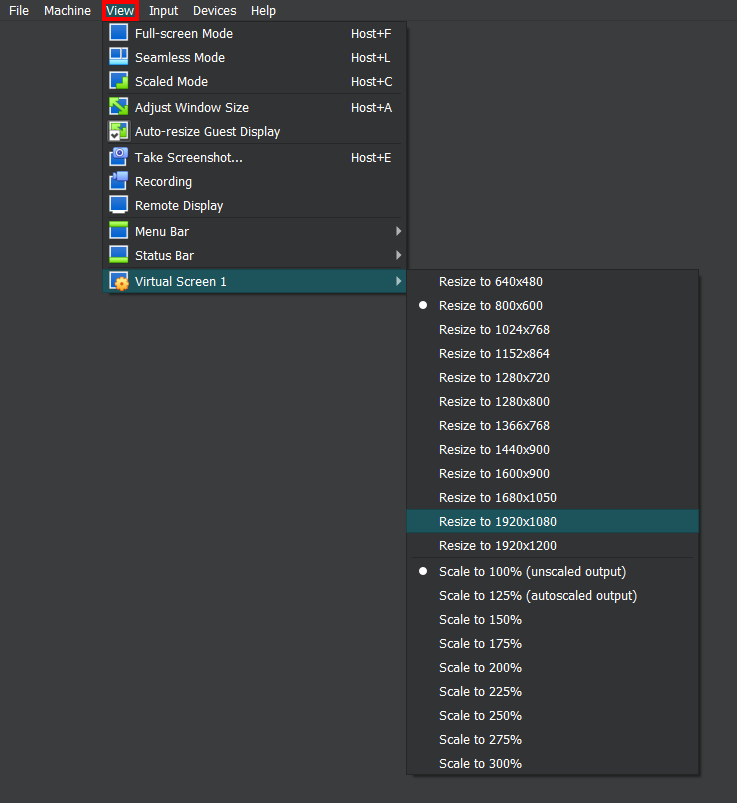 File Machine View Input Devices Help
Full-screen Mode Host+F
Seamless Mode Host+L
Scaled Mode Host+C
Adjust Window Size Host+A
Auto-resize Guest Display
Take Screenshot... Host+E
Recording
Remote Display
Menu Bar
Status Bar
Virtual Screen 1
Resize to 640x480
Resize to 800x600
Resize to 1024x768
Resize to 1152x864
Resize to 1280x720
Resize to 1280x800
Resize to 1366x768
Resize to 1440x900
Resize to 1600x900
Resize to 1680x1050
Resize to 1920x1080
Resize to 1920x1200
Scale to 100% (unscaled output)
Scale to 125% (autoscaled output)
Scale to 150%
Scale to 175%
Scale to 200%
Scale to 225%
Scale to 250%
Scale to 275%
Scale to 300%